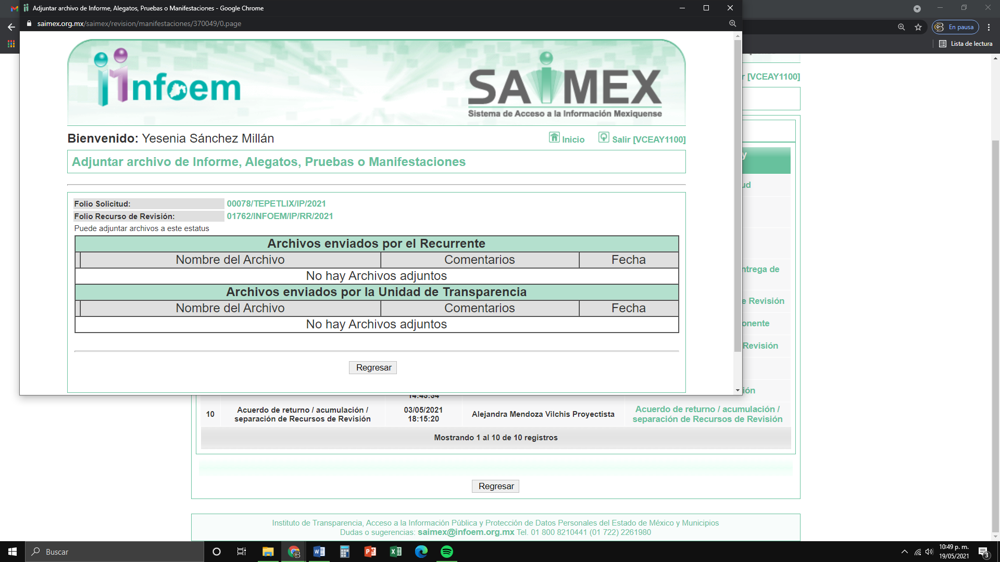 Adjuntar archivo de Informe, Alegatos, Pruebas o Manifestaciones - Google Chrome
saimex.org.mx/saimex/revision/manifestaciones/370049/0.page
En pausa
Lista de lectura
infoem
SAIMEX
Sistema de Acceso a la Información Mexiquense
r [VCEAY1100]
Bienvenido: Yesenia Sánchez Millán
Inicio
Salir [VCEAY1100]
Adjuntar archivo de Informe, Alegatos, Pruebas o Manifestaciones
y
ud
Folio Solicitud: 00078/TEPETLIX/IP/2021
Folio Recurso de Revisión: 01762/INFOEM/IP/RR/2021
Puede adjuntar archivos a este estatus
Archivos enviados por el Recurrente
Nombre del Archivo Comentarios Fecha
No hay Archivos adjuntos
Archivos enviados por la Unidad de Transparencia
Nombre del Archivo Comentarios Fecha
No hay Archivos adjuntos
Regresar
ntrega de
e Revisión
onente
Revisión
ión
14:43:34
10
Acuerdo de returno / acumulación /
separación de Recursos de Revisión
03/05/2021
18:15:20
Alejandra Mendoza Vilchis Proyectista
Acuerdo de returno / acumulación /
separación de Recursos de Revisión
Mostrando 1 al 10 de 10 registros
Regresar
Instituto de Transparencia, Acceso a la Información Pública y Protección de Datos Personales del Estado de México y Municipios
Dudas o sugerencias: saimex@infoem.org.mx Tel. 01 800 8210441 (01 722) 2261980
Buscar
10:49 p. m.
19/05/2021
3